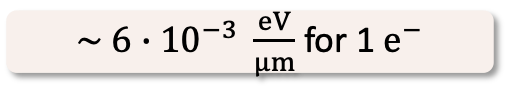 ~ 6 · 10⁻³ eV/μm for 1 e⁻